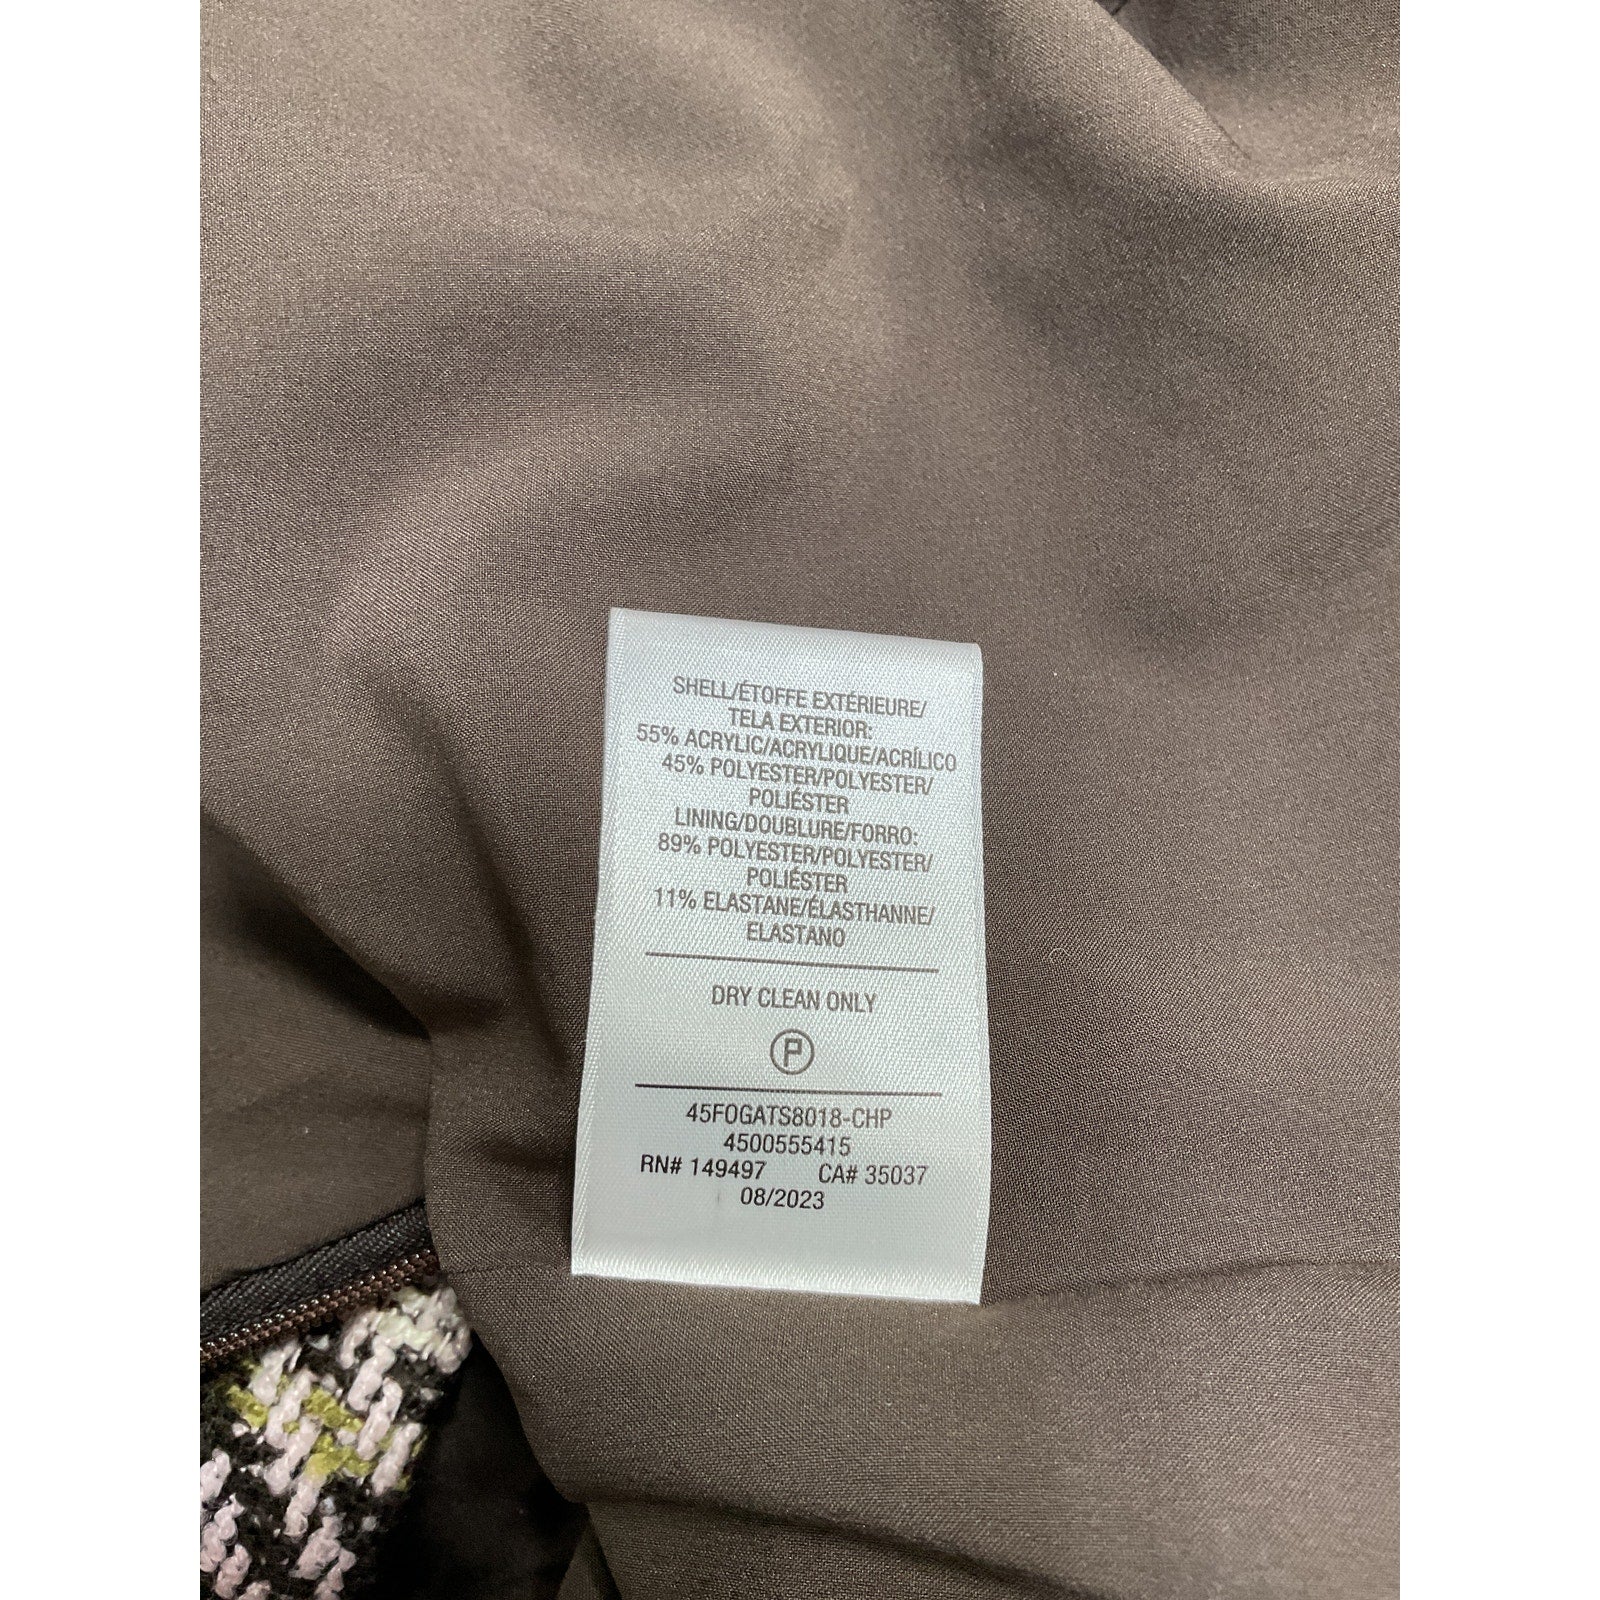 SHELL/ÉTOFFE EXTÉRIEURE/
TELA EXTERIOR:
55% ACRYLIC/ACRYLIQUE/ACRÍLICO
45% POLYESTER/POLYESTER/
POLIÉSTER
LINING/DOUBLURE/FORRO:
89% POLYESTER/POLYESTER/
POLIÉSTER
11% ELASTANE/ÉLASTHANNE/
ELASTANO
DRY CLEAN ONLY
P
45FOGATS8018-CHP
4500555415
RN# 149497 CA# 35037
08/2023